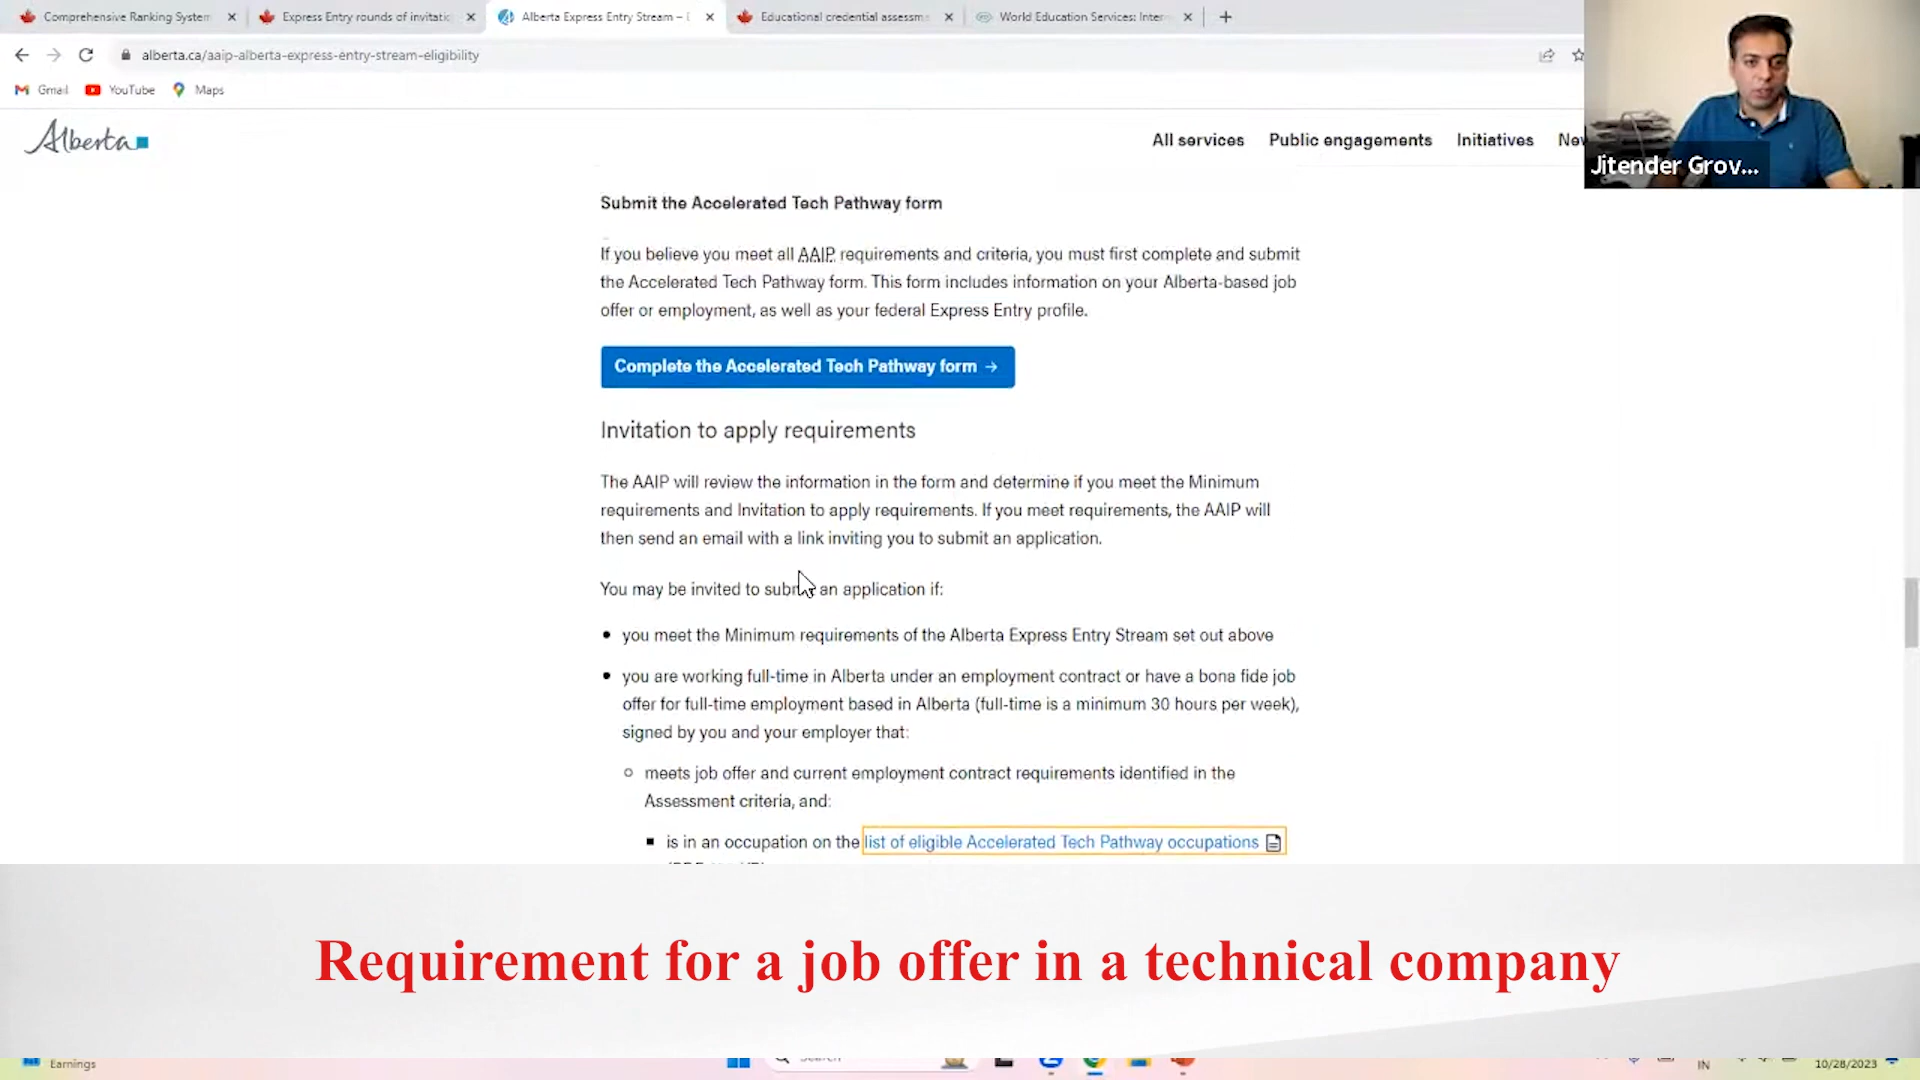 Comprehensive Ranking System
Express Entry rounds of invitatic
Alberta Express Entry Stream –
Educational credential assessm
World Education Services: Inter
alberta.ca/aaip-alberta-express-entry-stream-eligibility
Gmail
YouTube
Maps
Alberta
All services
Public engagements
Initiatives
Jitender Grov...
Submit the Accelerated Tech Pathway form
If you believe you meet all AAIP requirements and criteria, you must first complete and submit
the Accelerated Tech Pathway form. This form includes information on your Alberta-based job
offer or employment, as well as your federal Express Entry profile.
Complete the Accelerated Tech Pathway form →
Invitation to apply requirements
The AAIP will review the information in the form and determine if you meet the Minimum
requirements and Invitation to apply requirements. If you meet requirements, the AAIP will
then send an email with a link inviting you to submit an application.
You may be invited to submit an application if:
• you meet the Minimum requirements of the Alberta Express Entry Stream set out above
• you are working full-time in Alberta under an employment contract or have a bona fide job
offer for full-time employment based in Alberta (full-time is a minimum 30 hours per week),
signed by you and your employer that:
○ meets job offer and current employment contract requirements identified in the
Assessment criteria, and:
▪ is in an occupation on the list of eligible Accelerated Tech Pathway occupations
Requirement for a job offer in a technical company
Earnings
Search
IN
10/28/2023